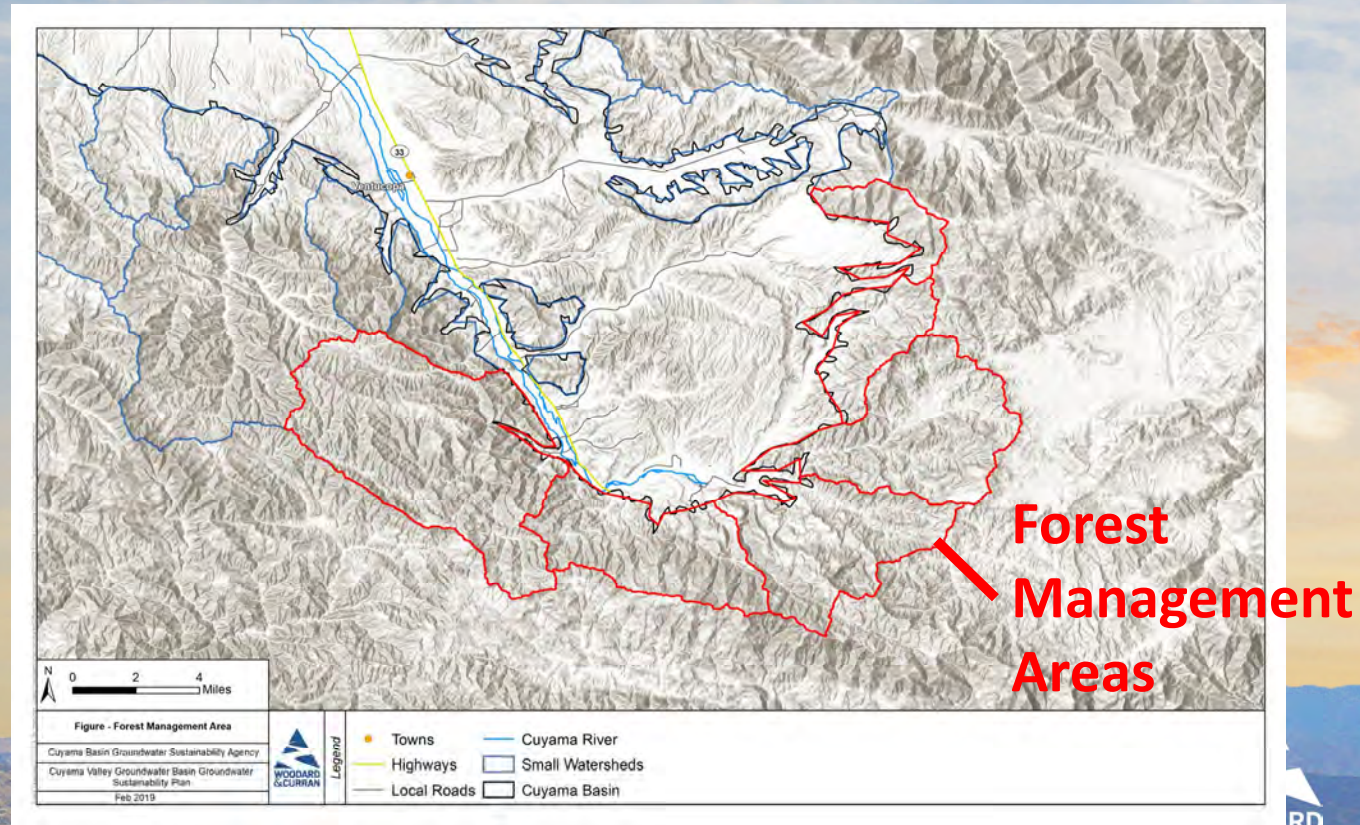 33
Ventucopa
Forest
Management
Areas
N
0 2 4
Miles
Figure - Forest Management Area
Cuyama Basin Groundwater Sustainability Agency
Cuyama Valley Groundwater Basin Groundwater
Sustainability Plan
Feb 2019
WOODARD
&CURRAN
Legend
Towns
Highways
Local Roads
Cuyama River
Small Watersheds
Cuyama Basin
RD